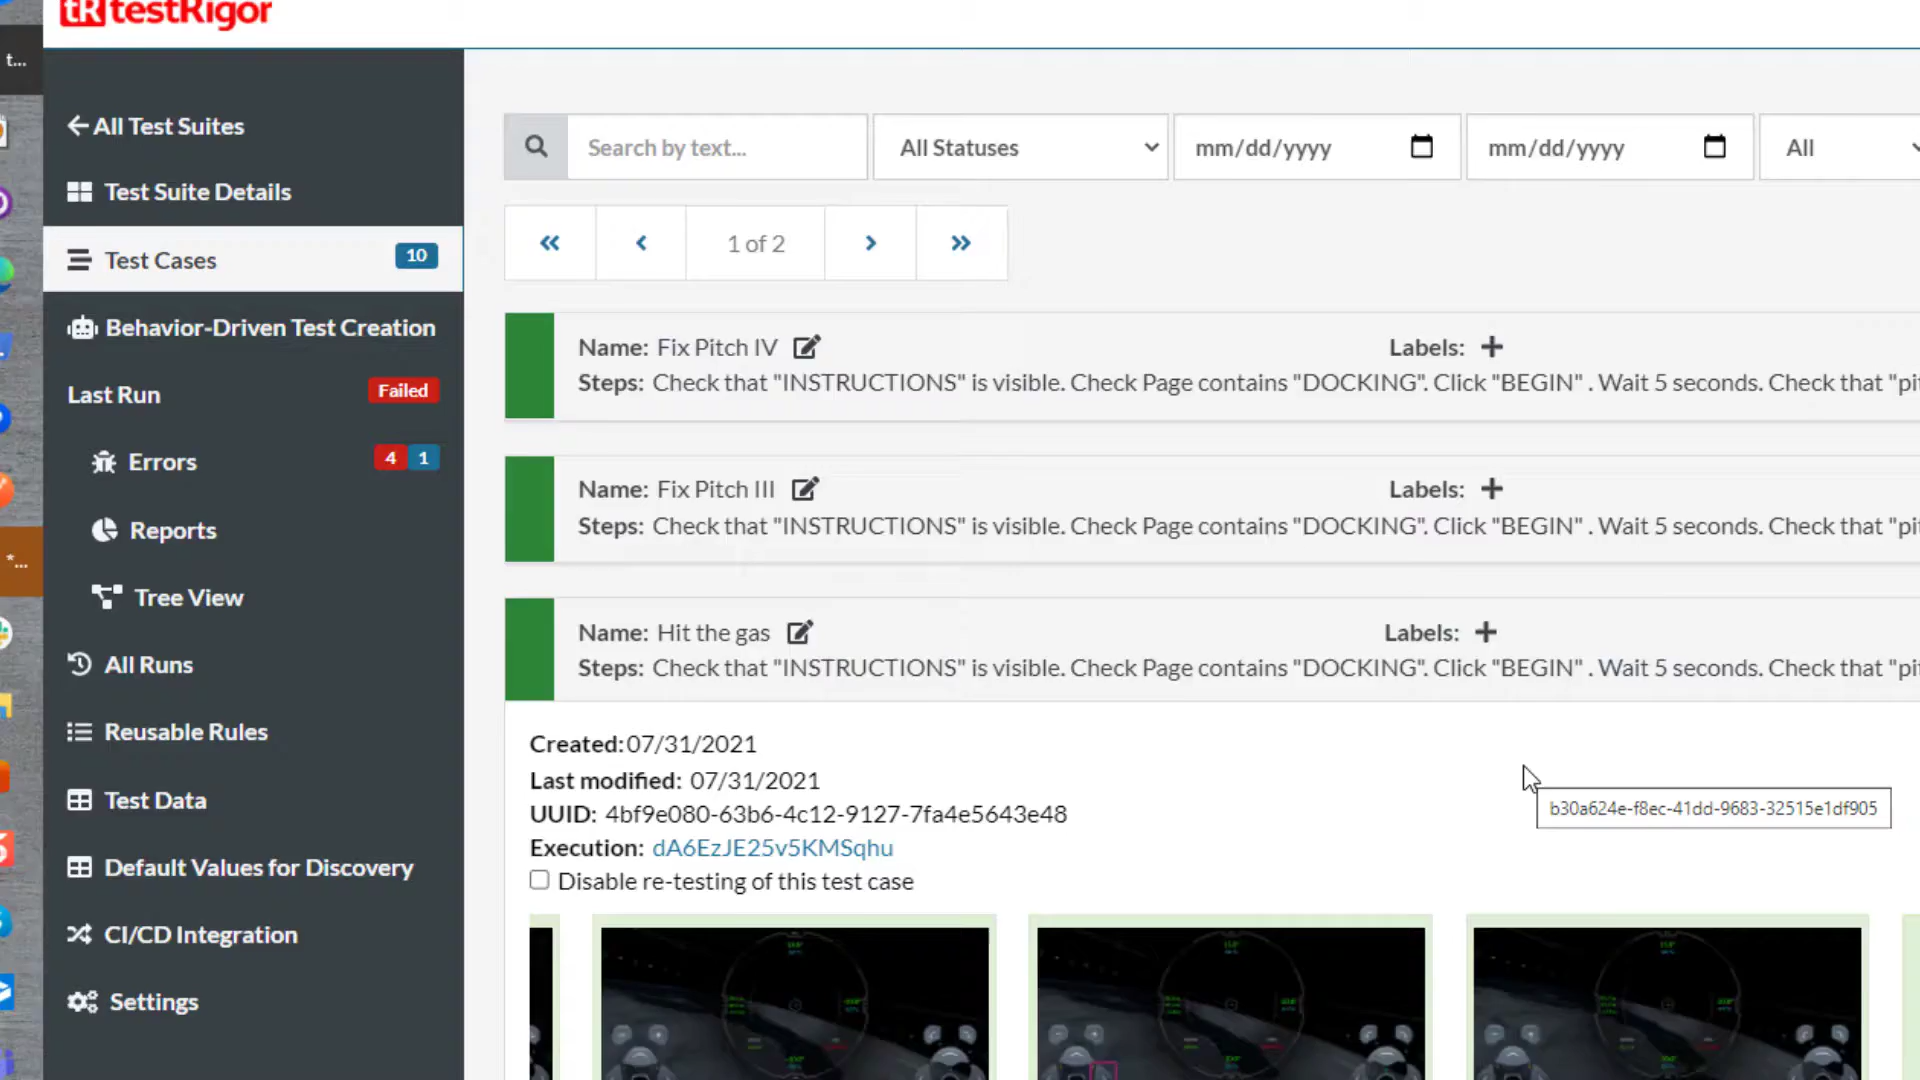 tR testRigor
t...
All Test Suites
Test Suite Details
Test Cases 10
Behavior-Driven Test Creation
Last Run Failed
Errors 4 1
Reports
Tree View
*...
All Runs
Reusable Rules
Test Data
Default Values for Discovery
CI/CD Integration
Settings
Search by text... All Statuses mm/dd/yyyy mm/dd/yyyy All
« ‹ 1 of 2 › »
Name: Fix Pitch IV Labels: +
Steps: Check that "INSTRUCTIONS" is visible. Check Page contains "DOCKING". Click "BEGIN" . Wait 5 seconds. Check that "pit
Name: Fix Pitch III Labels: +
Steps: Check that "INSTRUCTIONS" is visible. Check Page contains "DOCKING". Click "BEGIN" . Wait 5 seconds. Check that "pit
Name: Hit the gas Labels: +
Steps: Check that "INSTRUCTIONS" is visible. Check Page contains "DOCKING". Click "BEGIN" . Wait 5 seconds. Check that "pit
Created: 07/31/2021
Last modified: 07/31/2021
UUID: 4bf9e080-63b6-4c12-9127-7fa4e5643e48
b30a624e-f8ec-41dd-9683-32515e1df905
Execution: dA6EzJE25v5KMSqhu
Disable re-testing of this test case